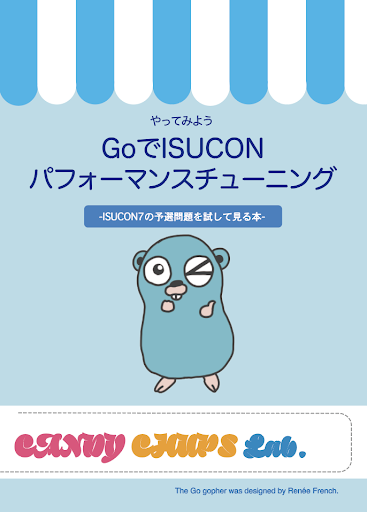 やってみよう
GoでISUCON
パフォーマンスチューニング
-ISUCON7の予選問題を試して見る本-
CANDY CHUPS Lab.
The Go gopher was designed by Renée French.